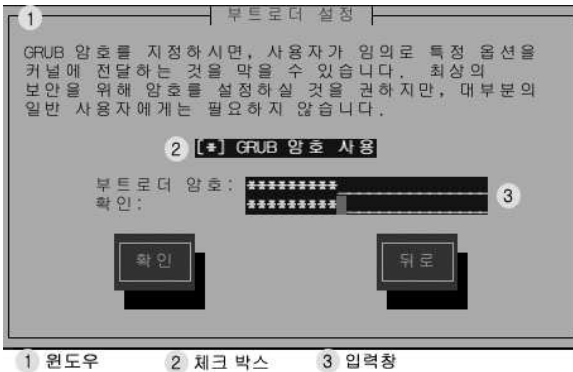 1 부트로더 설정
GRUB 암호를 지정하시면, 사용자가 임의로 특정 옵션을
커널에 전달하는 것을 막을 수 있습니다. 최상의
보안을 위해 암호를 설정하실 것을 권하지만, 대부분의
일반 사용자에게는 필요하지 않습니다.
2 [*] GRUB 암호 사용
부트로더 암호: *********
확인: *********
3
확인 뒤로
1 윈도우 2 체크 박스 3 입력창